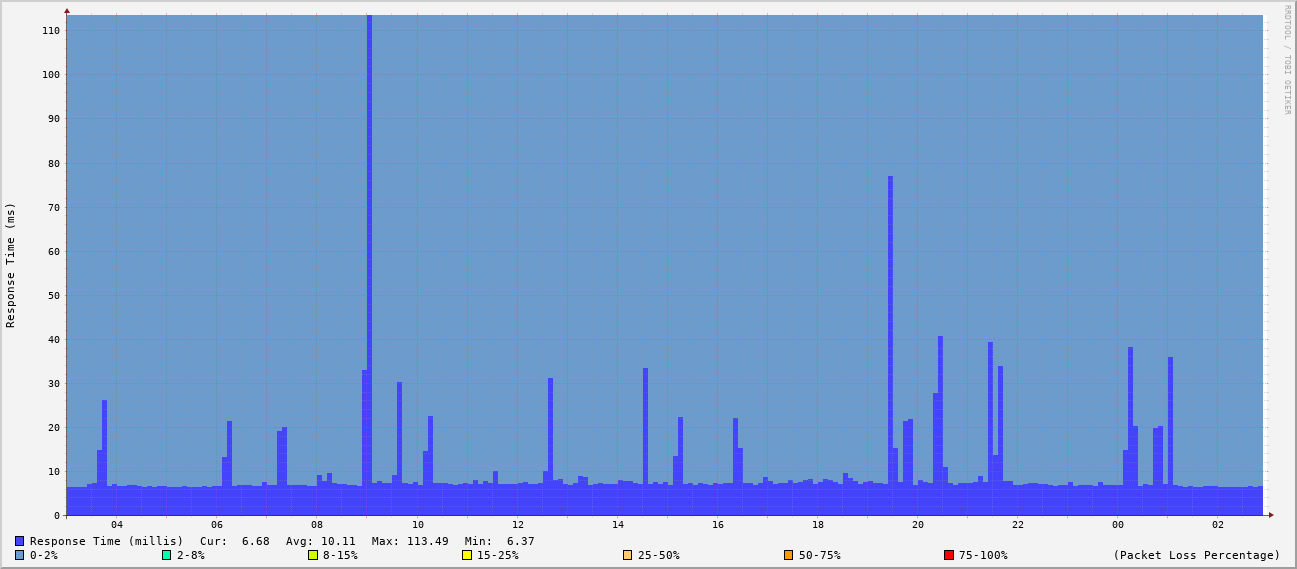 RRDTOOL / TOBI OETIKER
Response Time (ms)
110
100
90
80
70
60
50
40
30
20
10
0
04 06 08 10 12 14 16 18 20 22 00 02
Response Time (millis) Cur: 6.68 Avg: 10.11 Max: 113.49 Min: 6.37
0-2% 2-8% 8-15% 15-25% 25-50% 50-75% 75-100% (Packet Loss Percentage)